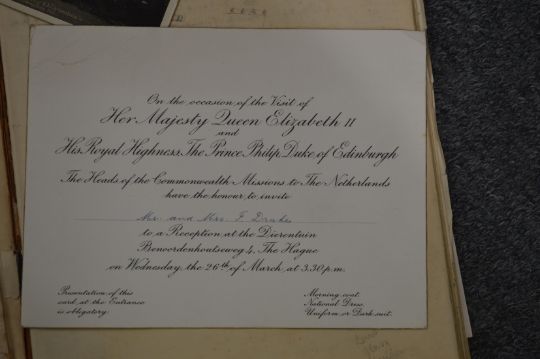 On the occasion of the Visit of
Her Majesty Queen Elizabeth II
and
His Royal Highness, The Prince Philip, Duke of Edinburgh
The Heads of the Commonwealth Missions to The Netherlands
have the honour to invite
Mr. and Mrs. F. Drake
to a Reception at the Dierentuin
Benoordenhoutseweg 4, The Hague
on Wednesday, the 26th of March, at 3.30 p.m.
Presentation of this
card, at the Entrance
is obligatory.
Morning coat.
National Dress.
Uniform or Dark suit.